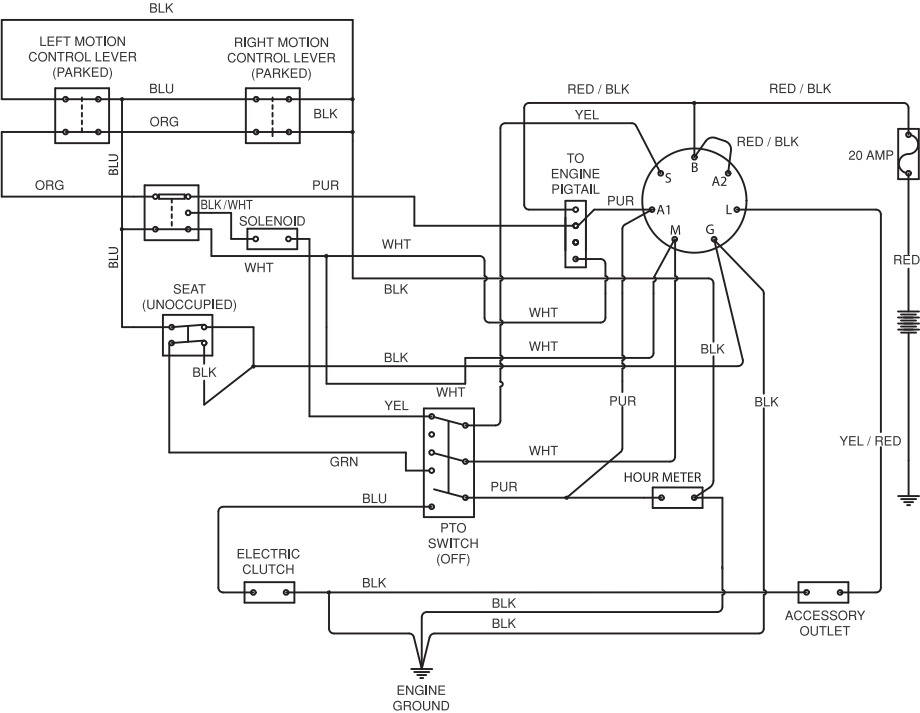 BLK
LEFT MOTION
CONTROL LEVER
(PARKED)
RIGHT MOTION
CONTROL LEVER
(PARKED)
BLU
BLK
ORG
RED / BLK
RED / BLK
YEL
RED / BLK
20 AMP
TO
ENGINE
PIGTAIL
B
S
A2
BLU
ORG
PUR
BLK / WHT
SOLENOID
PUR
A1
L
M
G
WHT
WHT
BLU
RED
SEAT
(UNOCCUPIED)
BLK
WHT
WHT
BLK
BLK
BLK
WHT
PUR
BLK
YEL
YEL / RED
GRN
WHT
HOUR METER
PUR
BLU
PTO
SWITCH
(OFF)
ELECTRIC
CLUTCH
BLK
BLK
BLK
ACCESSORY
OUTLET
ENGINE
GROUND